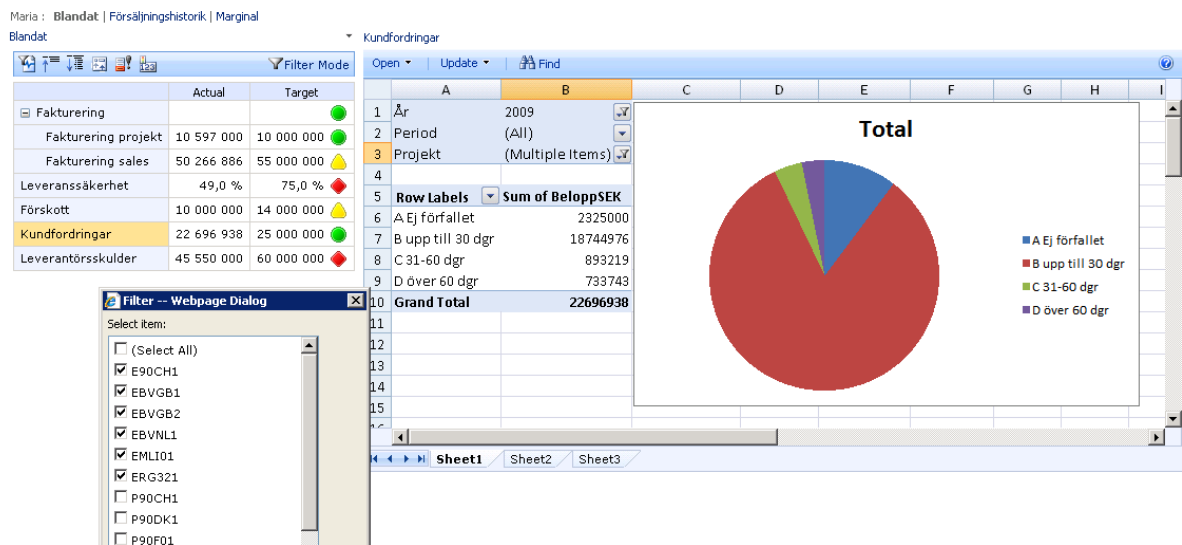 Maria : Blandat | Försäljningshistorik | Marginal
Blandat
Filter Mode
Actual Target
Fakturering
Fakturering projekt 10 597 000 10 000 000
Fakturering sales 50 266 886 55 000 000
Leveranssäkerhet 49,0 % 75,0 %
Förskott 10 000 000 14 000 000
Kundfordringar 22 696 938 25 000 000
Leverantörsskulder 45 550 000 60 000 000
Filter -- Webpage Dialog
Select item:
(Select All)
E90CH1
EBVGB1
EBVGB2
EBVNL1
EMLI01
ERG321
P90CH1
P90DK1
P90F01
Kundfordringar
Open Update Find
A B C D E F G H I
1 År 2009
2 Period (All)
3 Projekt (Multiple Items)
4
5 Row Labels Sum of BeloppSEK
6 A Ej förfallet 2325000
7 B upp till 30 dgr 18744976
8 C 31-60 dgr 893219
9 D över 60 dgr 733743
10 Grand Total 22696938
11
12
13
14
15
Total
A Ej förfallet
B upp till 30 dgr
C 31-60 dgr
D över 60 dgr
Sheet1 Sheet2 Sheet3